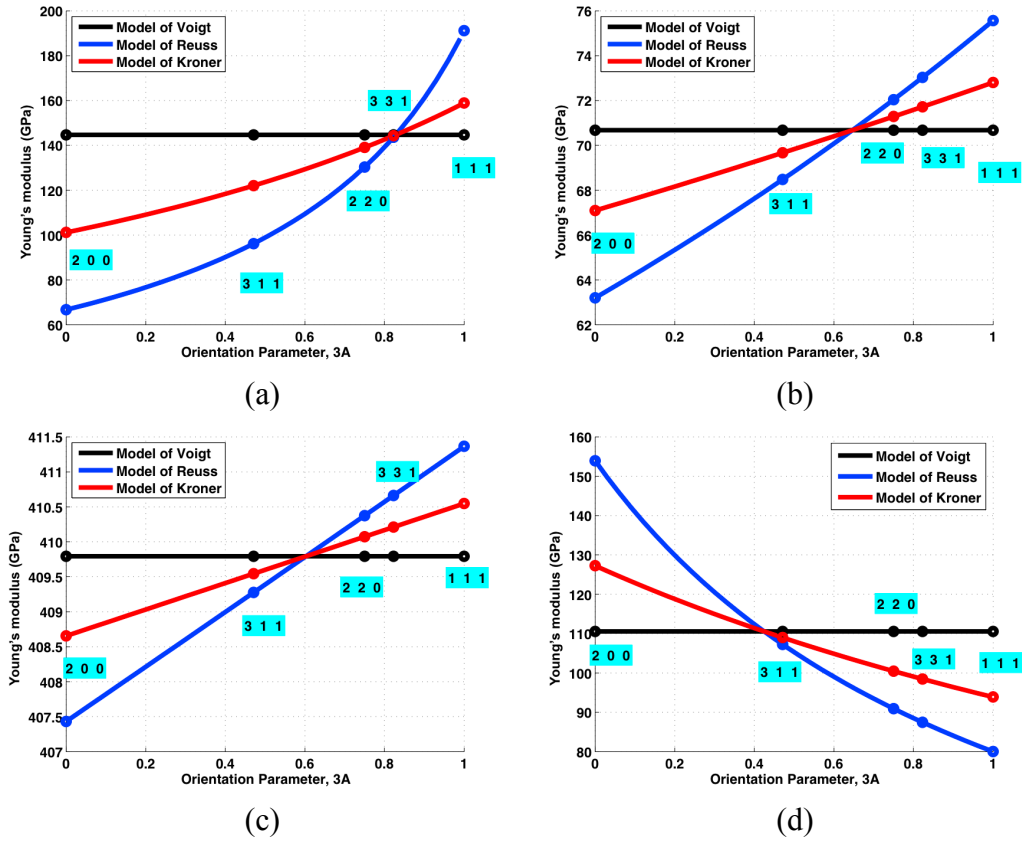 200
180
160
140
120
100
80
60
Young's modulus (GPa)
Model of Voigt
Model of Reuss
Model of Kroner
3 3 1
1 1 1
2 2 0
2 0 0
3 1 1
0 0.2 0.4 0.6 0.8 1
Orientation Parameter, 3A
(a)
76
74
72
70
68
66
64
62
Young's modulus (GPa)
Model of Voigt
Model of Reuss
Model of Kroner
2 2 0
3 3 1
1 1 1
3 1 1
2 0 0
0 0.2 0.4 0.6 0.8 1
Orientation Parameter, 3A
(b)
411.5
411
410.5
410
409.5
409
408.5
408
407.5
407
Young's modulus (GPa)
Model of Voigt
Model of Reuss
Model of Kroner
3 3 1
1 1 1
2 2 0
3 1 1
2 0 0
0 0.2 0.4 0.6 0.8 1
Orientation Parameter, 3A
(c)
160
150
140
130
120
110
100
90
80
Young's modulus (GPa)
Model of Voigt
Model of Reuss
Model of Kroner
2 2 0
2 0 0
3 3 1
1 1 1
3 1 1
0 0.2 0.4 0.6 0.8 1
Orientation Parameter, 3A
(d)